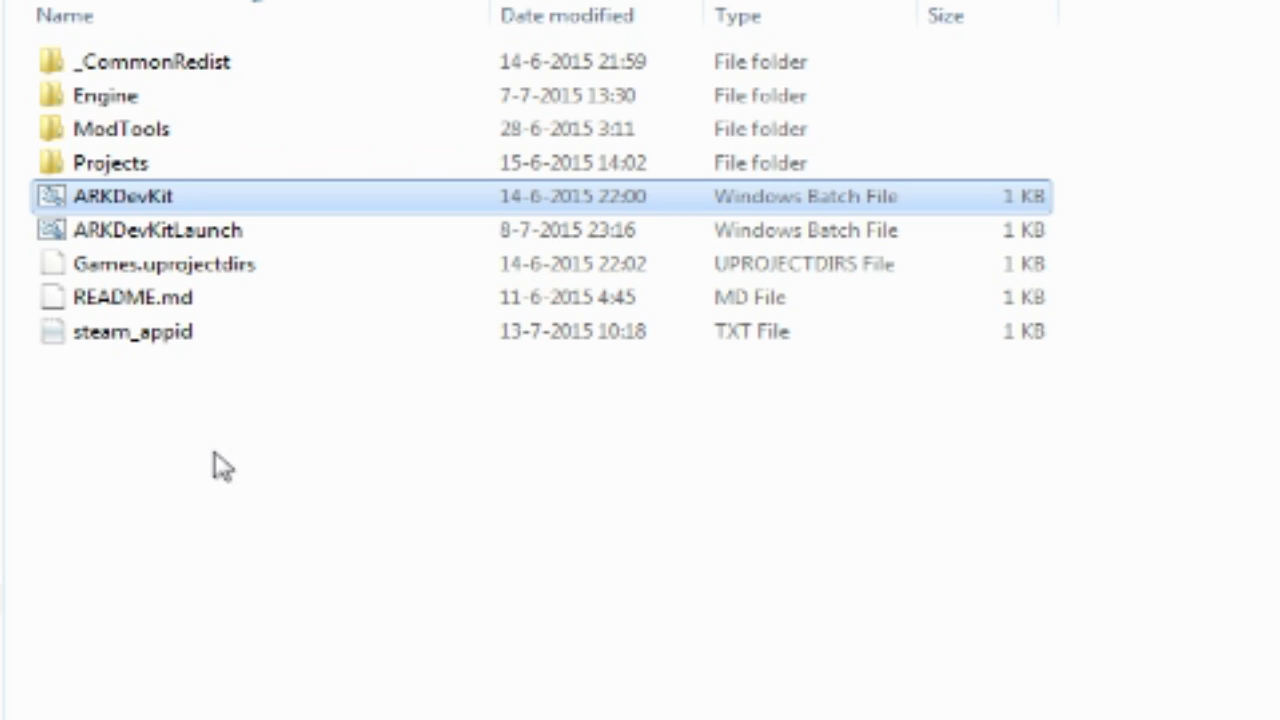 Name Date modified Type Size
_CommonRedist 14-6-2015 21:59 File folder
Engine 7-7-2015 13:30 File folder
ModTools 28-6-2015 3:11 File folder
Projects 15-6-2015 14:02 File folder
ARKDevKit 14-6-2015 22:00 Windows Batch File 1 KB
ARKDevKitLaunch 8-7-2015 23:16 Windows Batch File 1 KB
Games.uprojectdirs 14-6-2015 22:02 UPROJECTDIRS File 1 KB
README.md 11-6-2015 4:45 MD File 1 KB
steam_appid 13-7-2015 10:18 TXT File 1 KB